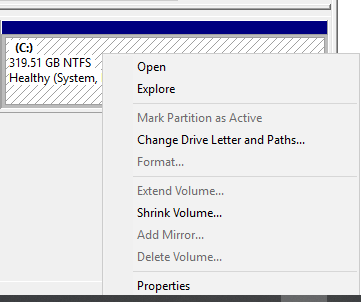 (C:)
319.51 GB NTFS
Healthy (System,
Open
Explore
Mark Partition as Active
Change Drive Letter and Paths...
Format...
Extend Volume...
Shrink Volume...
Add Mirror...
Delete Volume...
Properties